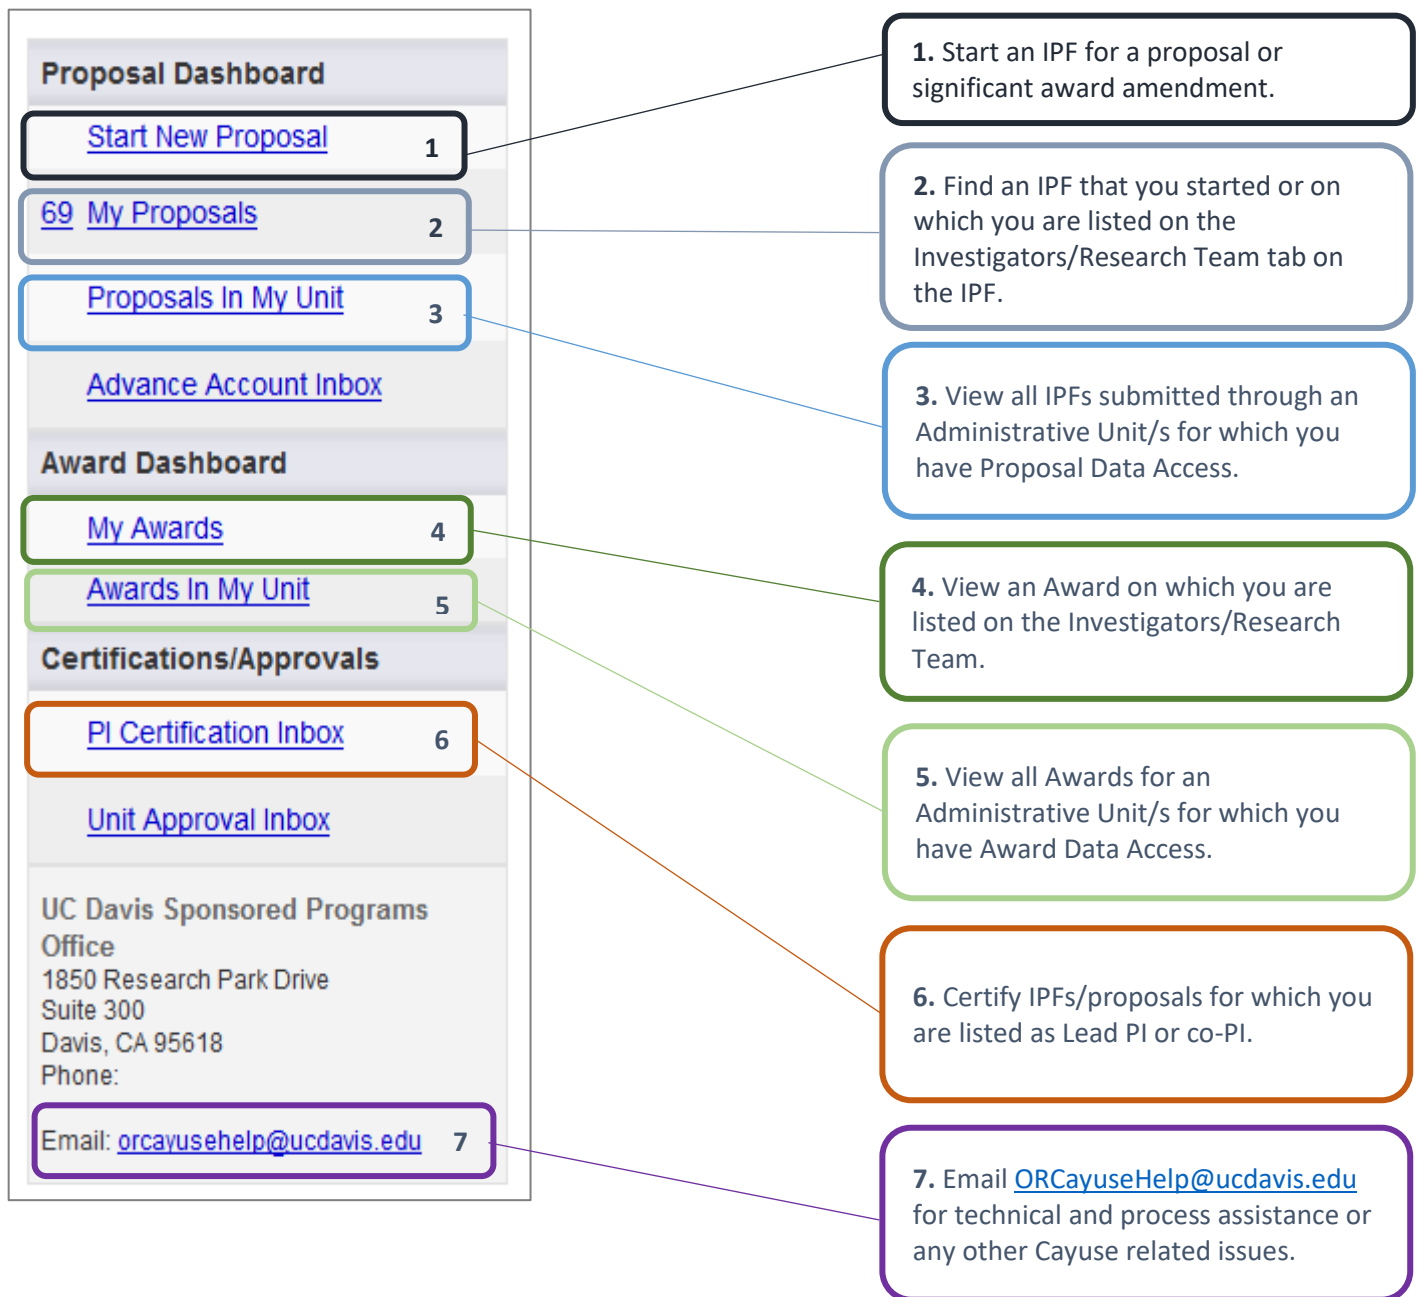 Proposal Dashboard
Start New Proposal 1
69 My Proposals 2
Proposals In My Unit 3
Advance Account Inbox
Award Dashboard
My Awards 4
Awards In My Unit 5
Certifications/Approvals
PI Certification Inbox 6
Unit Approval Inbox
UC Davis Sponsored Programs
Office
1850 Research Park Drive
Suite 300
Davis, CA 95618
Phone:
Email: orcayusehelp@ucdavis.edu 7
1. Start an IPF for a proposal or
significant award amendment.
2. Find an IPF that you started or on
which you are listed on the
Investigators/Research Team tab on
the IPF.
3. View all IPFs submitted through an
Administrative Unit/s for which you
have Proposal Data Access.
4. View an Award on which you are
listed on the Investigators/Research
Team.
5. View all Awards for an
Administrative Unit/s for which you
have Award Data Access.
6. Certify IPFs/proposals for which you
are listed as Lead PI or co-PI.
7. Email ORCayuseHelp@ucdavis.edu
for technical and process assistance or
any other Cayuse related issues.